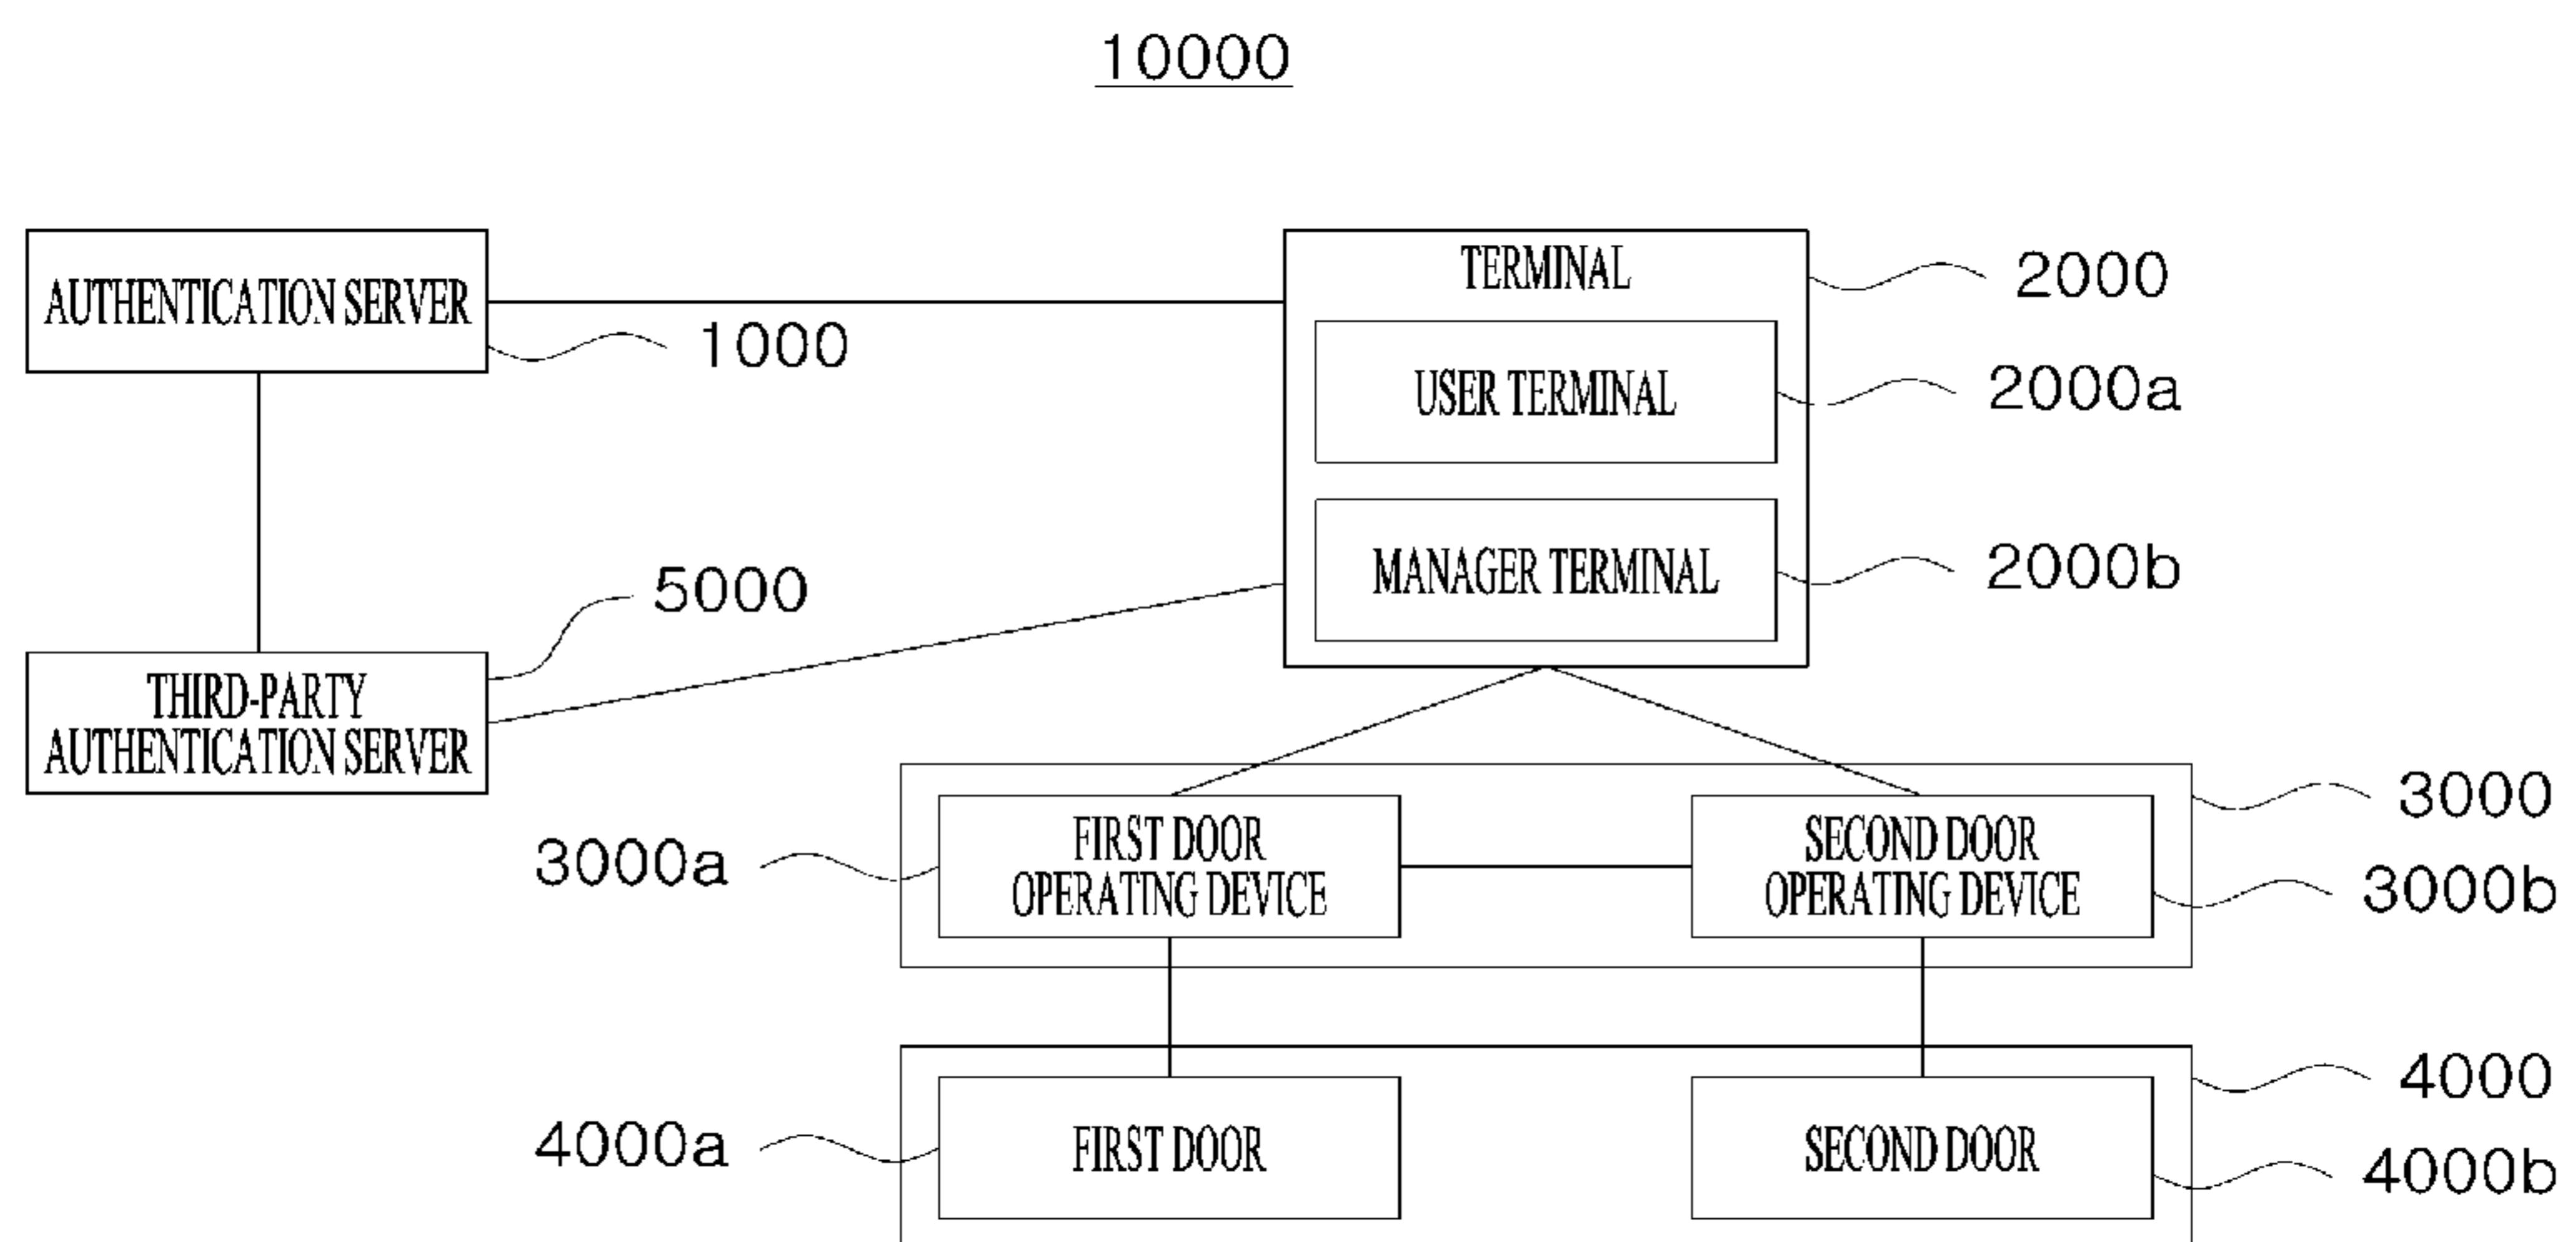 10000
AUTHENTICATION SERVER
1000
TERMINAL
2000
USER TERMINAL
2000a
MANAGER TERMINAL
2000b
5000
THIRD-PARTY
AUTHENTICATION SERVER
3000
3000a
FIRST DOOR
OPERATING DEVICE
SECOND DOOR
OPERATING DEVICE
3000b
4000
4000a
FIRST DOOR
SECOND DOOR
4000b